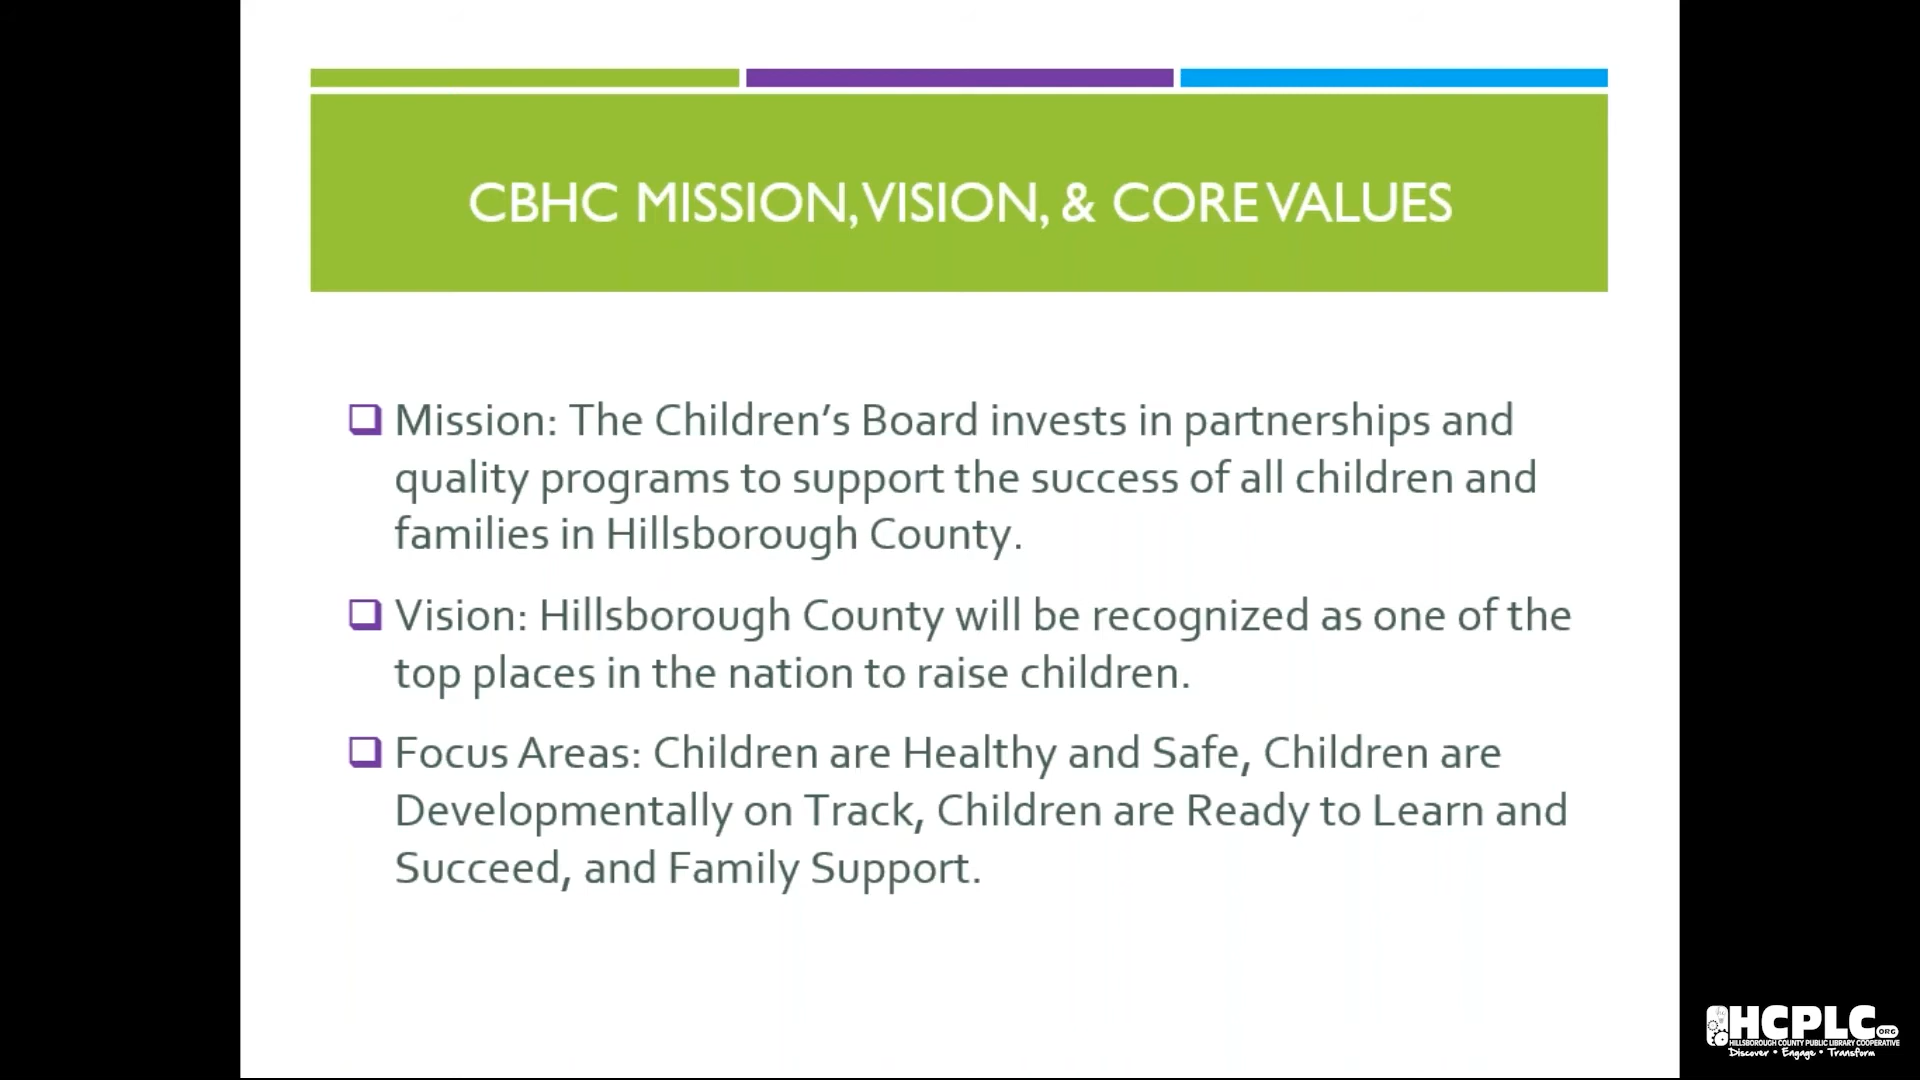 CBHC MISSION, VISION, & CORE VALUES
Mission: The Children’s Board invests in partnerships and
quality programs to support the success of all children and
families in Hillsborough County.
Vision: Hillsborough County will be recognized as one of the
top places in the nation to raise children.
Focus Areas: Children are Healthy and Safe, Children are
Developmentally on Track, Children are Ready to Learn and
Succeed, and Family Support.
HCPLC.ORG
HILLSBOROUGH COUNTY PUBLIC LIBRARY COOPERATIVE
Discover • Engage • Transform